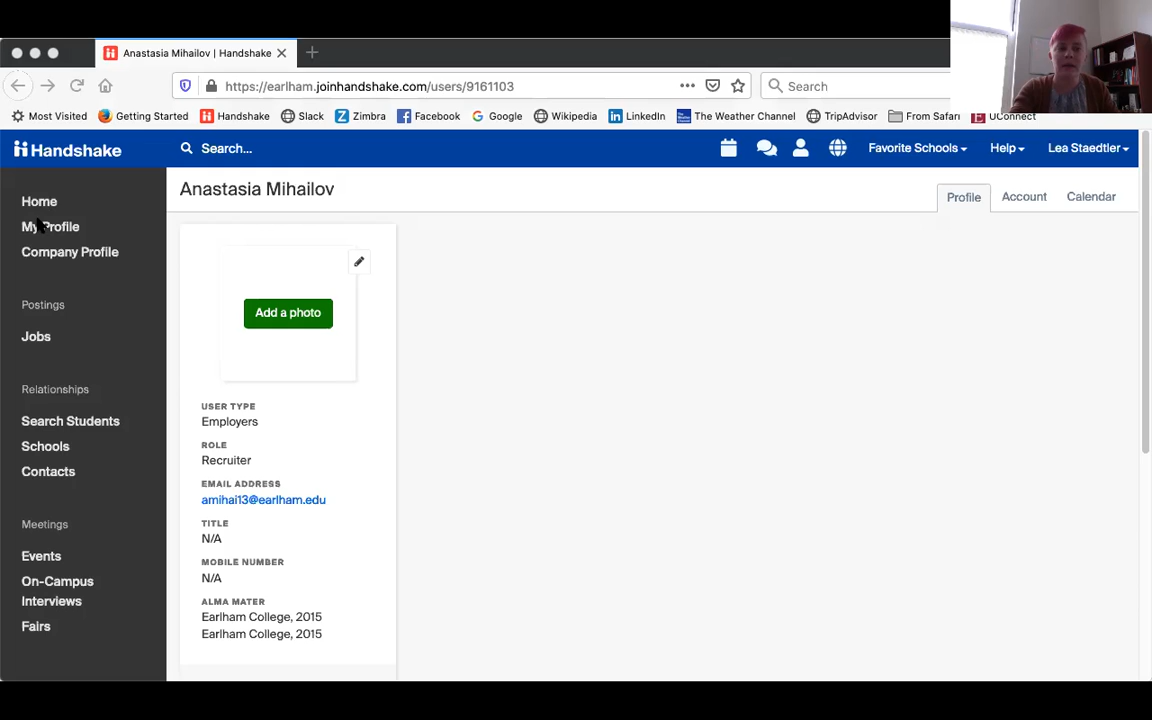 Anastasia Mihailov | Handshake
https://earlham.joinhandshake.com/users/9161103
Search
Most Visited Getting Started Handshake Slack Zimbra Facebook Google Wikipedia LinkedIn The Weather Channel TripAdvisor From Safari UConnect
Handshake
Search...
Favorite Schools
Help
Lea Staedtler
Home
My Profile
Company Profile
Postings
Jobs
Relationships
Search Students
Schools
Contacts
Meetings
Events
On-Campus
Interviews
Fairs
Anastasia Mihailov
Profile Account Calendar
Add a photo
USER TYPE
Employers
ROLE
Recruiter
EMAIL ADDRESS
amihai13@earlham.edu
TITLE
N/A
MOBILE NUMBER
N/A
ALMA MATER
Earlham College, 2015
Earlham College, 2015